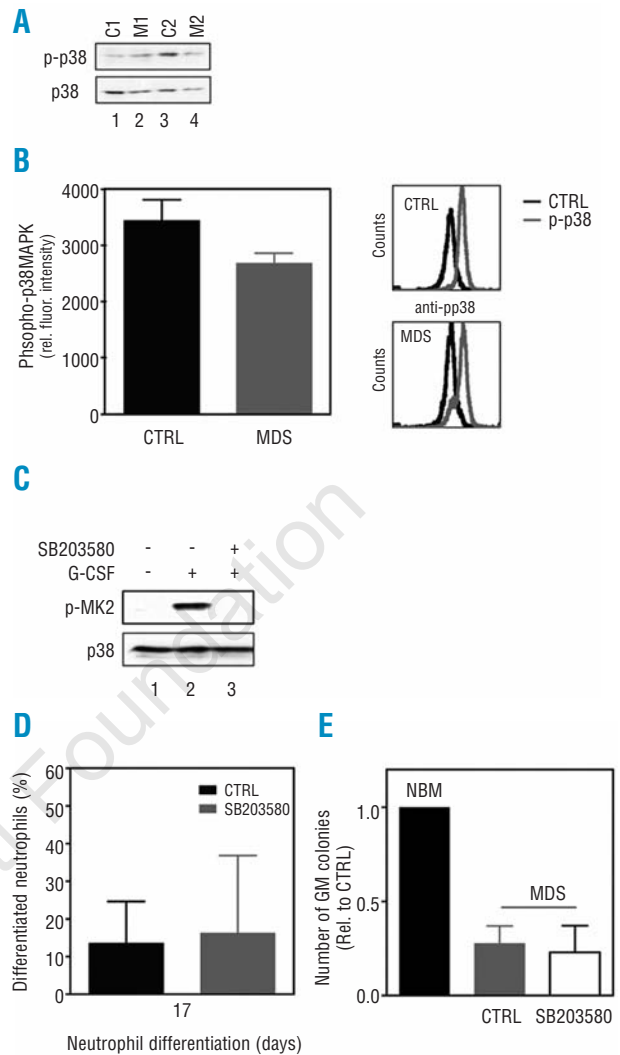 A
C1 M1 C2 M2
p-p38
p38
1 2 3 4
B
4000
3000
2000
1000
0
Phsopho-p38MAPK
(rel. fluor. intensity)
CTRL MDS
CTRL
Counts
anti-pp38
MDS
Counts
CTRL
p-p38
C
SB203580 - - +
G-CSF - + +
p-MK2
p38
1 2 3
D
60
50
40
30
20
10
0
Differentiated neutrophils (%)
CTRL
SB203580
17
Neutrophil differentiation (days)
E
1.0
0.5
0.0
Number of GM colonies
(Rel. to CTRL)
NBM
MDS
CTRL SB203580
Foundation